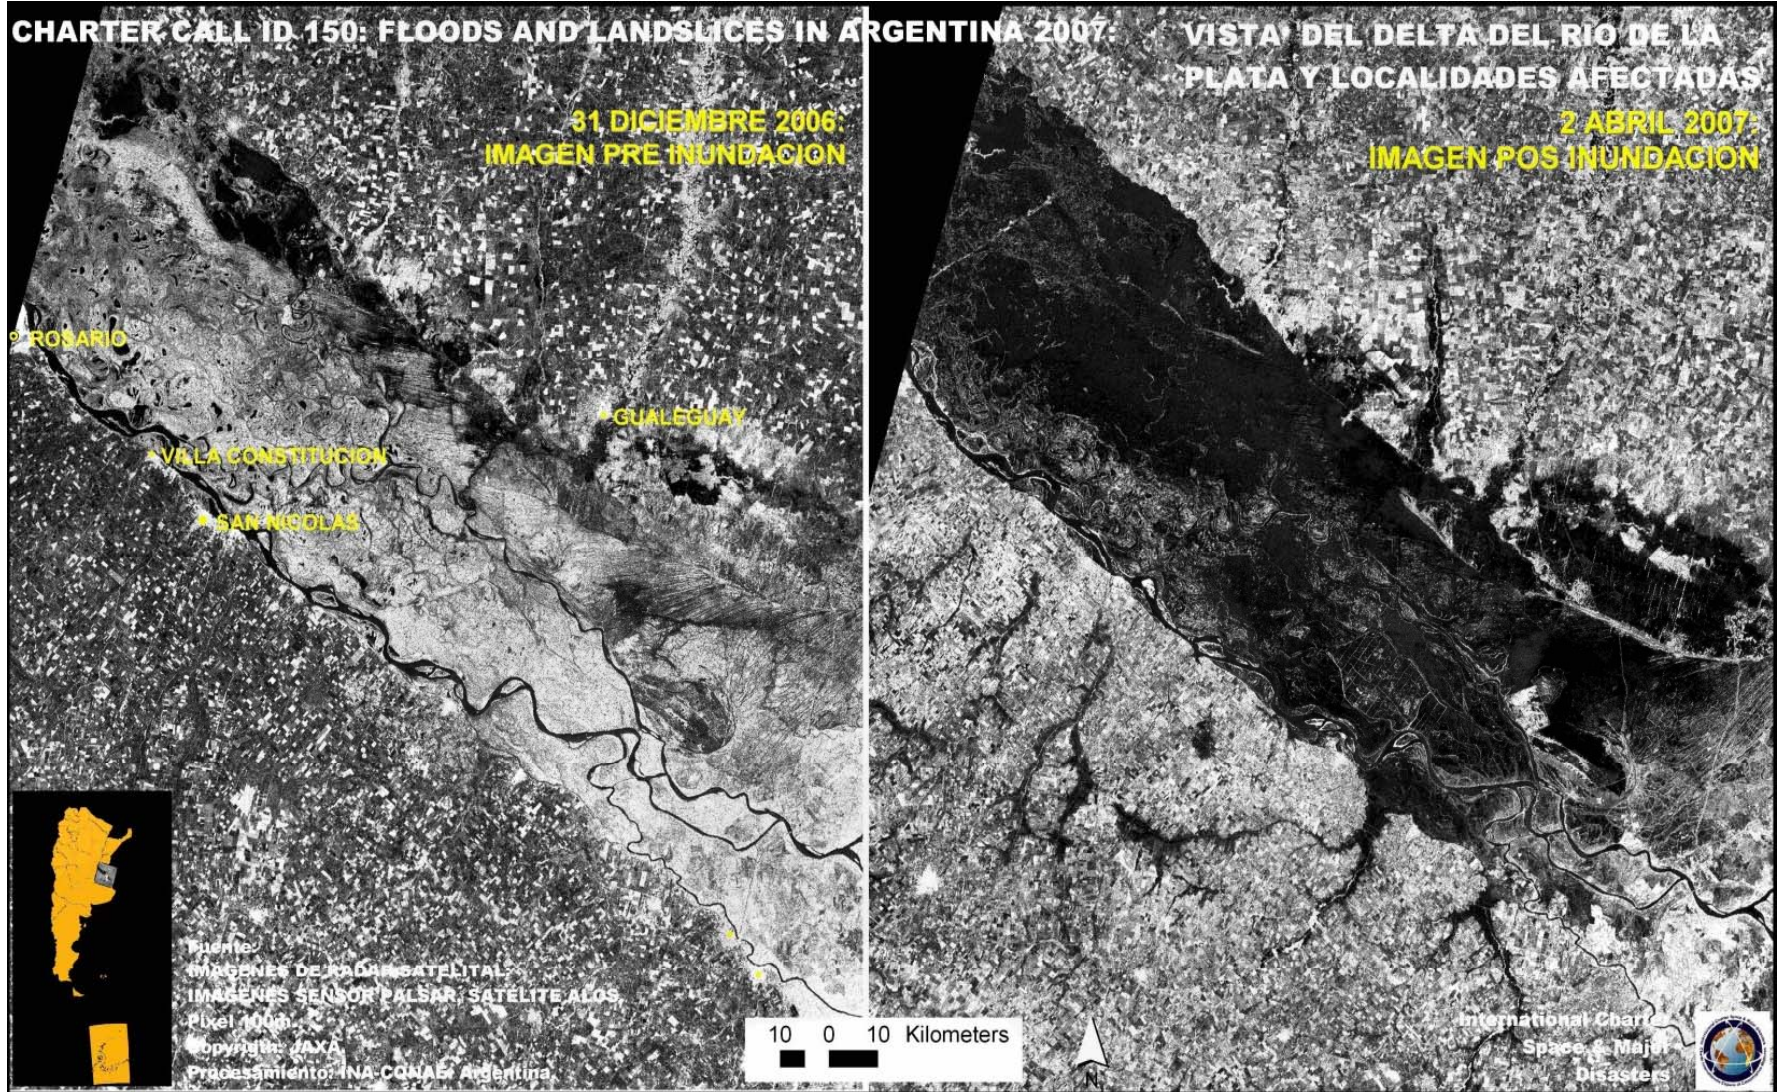 CHARTER CALL ID 150: FLOODS AND LANDSLICES IN ARGENTINA 2007:
VISTA' DEL DELTA DEL RIO DE LA
PLATA Y LOCALIDADES AFECTADAS
31 DICIEMBRE 2006:
IMAGEN PRE INUNDACION
2 ABRIL 2007:
IMAGEN POS INUNDACION
ROSARIO
GUALEGUAY
VILLA CONSTITUCION
SAN NICOLAS
Fuente:
IMAGENES DE RADAR SATELITAL:
IMAGENES SENSOR PALSAR, SATELITE ALOS,
Pixel 100m.
Copyrigth: JAXA
Procesamiento: INA-CONAE, Argentina,
10 0 10 Kilometers
N
International Charter
Space & Major
Disasters